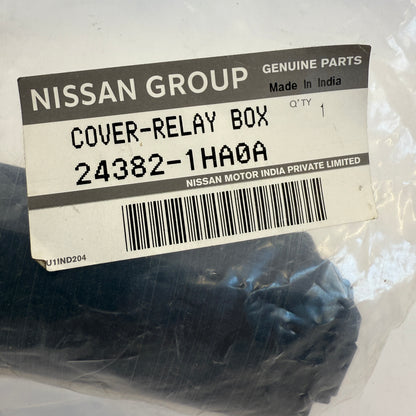 NISSAN GROUP
GENUINE PARTS
Made In India
Q'TY
COVER-RELAY BOX 1
24382-1HA0A
NISSAN MOTOR INDIA PRIVATE LIMITED
U1IND204